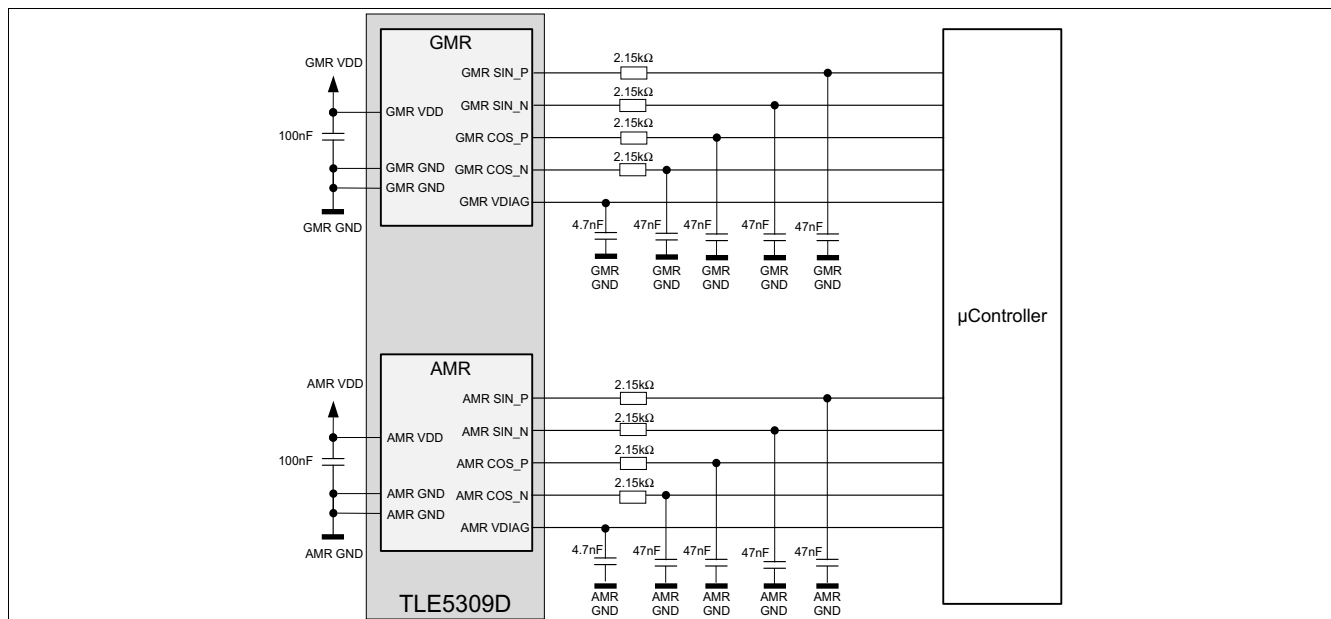 GMR
GMR VDD
GMR VDD
100nF
GMR GND
GMR GND
GMR GND
GMR SIN_P
GMR SIN_N
GMR COS_P
GMR COS_N
GMR VDIAG
2.15kΩ
2.15kΩ
2.15kΩ
2.15kΩ
4.7nF
47nF
47nF
47nF
47nF
GMR
GND
GMR
GND
GMR
GND
GMR
GND
GMR
GND
µController
AMR
AMR VDD
AMR VDD
100nF
AMR GND
AMR GND
AMR GND
AMR SIN_P
AMR SIN_N
AMR COS_P
AMR COS_N
AMR VDIAG
2.15kΩ
2.15kΩ
2.15kΩ
2.15kΩ
4.7nF
47nF
47nF
47nF
47nF
AMR
GND
AMR
GND
AMR
GND
AMR
GND
AMR
GND
TLE5309D